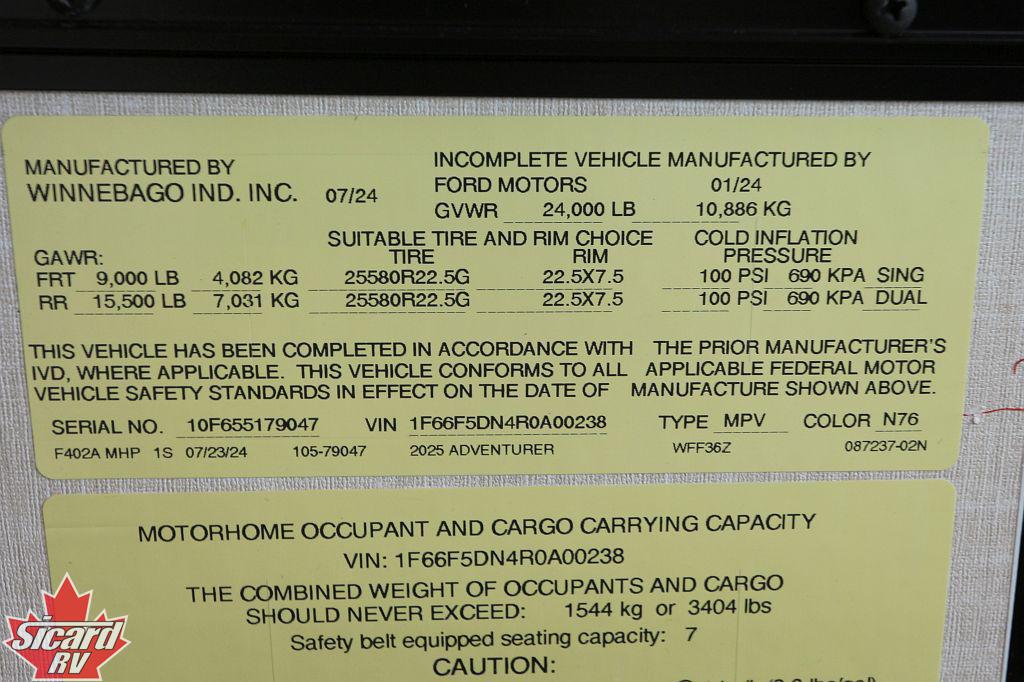 MANUFACTURED BY
WINNEBAGO IND. INC. 07/24
INCOMPLETE VEHICLE MANUFACTURED BY
FORD MOTORS 01/24
GVWR 24,000 LB 10,886 KG
SUITABLE TIRE AND RIM CHOICE COLD INFLATION
GAWR: TIRE RIM PRESSURE
FRT 9,000 LB 4,082 KG 25580R22.5G 22.5X7.5 100 PSI 690 KPA SING
RR 15,500 LB 7,031 KG 25580R22.5G 22.5X7.5 100 PSI 690 KPA DUAL
THIS VEHICLE HAS BEEN COMPLETED IN ACCORDANCE WITH THE PRIOR MANUFACTURER'S
IVD, WHERE APPLICABLE. THIS VEHICLE CONFORMS TO ALL APPLICABLE FEDERAL MOTOR
VEHICLE SAFETY STANDARDS IN EFFECT ON THE DATE OF MANUFACTURE SHOWN ABOVE.
SERIAL NO. 10F655179047 VIN 1F66F5DN4R0A00238 TYPE MPV COLOR N76
F402A MHP 1S 07/23/24 105-79047 2025 ADVENTURER WFF36Z 087237-02N
MOTORHOME OCCUPANT AND CARGO CARRYING CAPACITY
VIN: 1F66F5DN4R0A00238
THE COMBINED WEIGHT OF OCCUPANTS AND CARGO
SHOULD NEVER EXCEED: 1544 kg or 3404 lbs
Safety belt equipped seating capacity: 7
CAUTION:
Sicard
RV